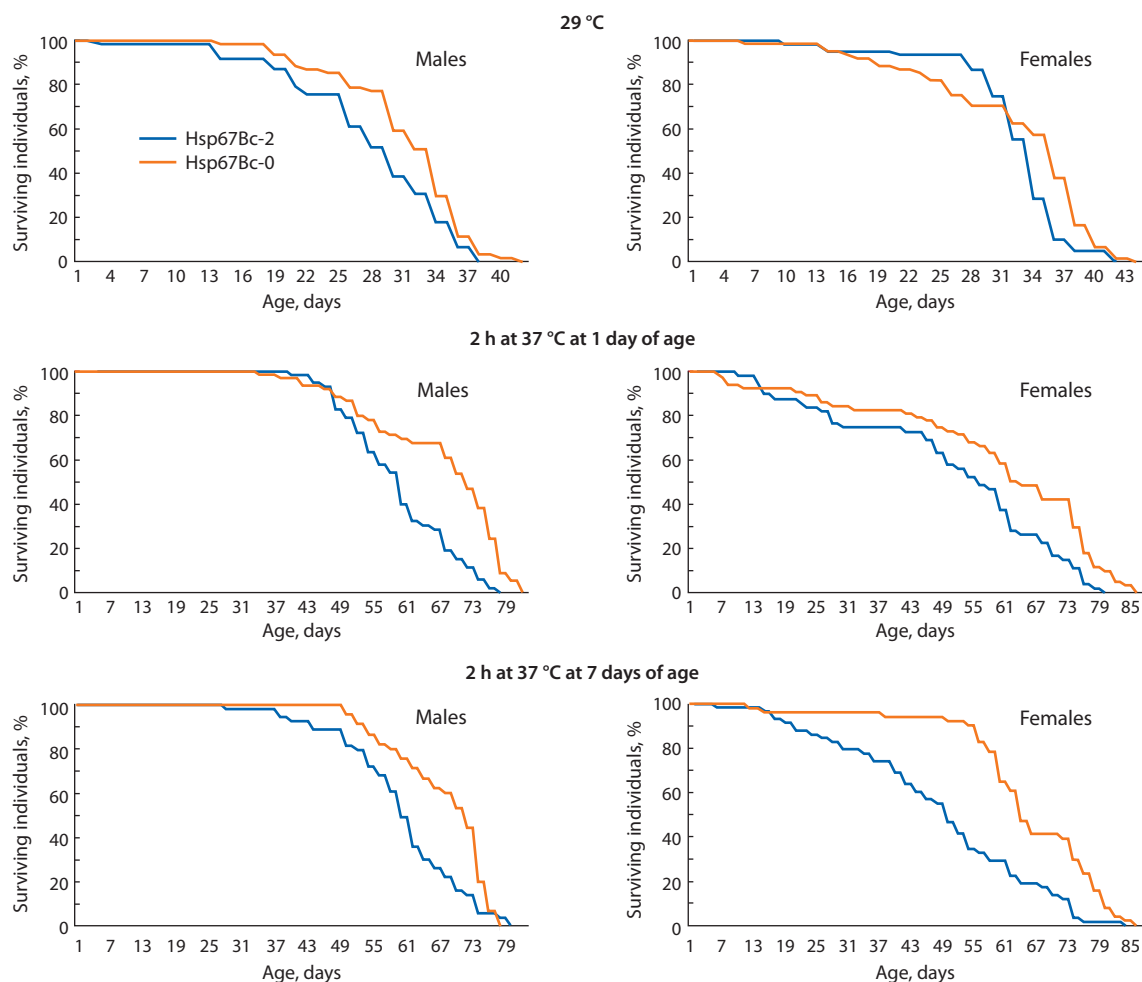 29 °C
Surviving individuals, %
100
80
60
40
20
0
Males
Hsp67Bc-2
Hsp67Bc-0
1 4 7 10 13 16 19 22 25 28 31 34 37 40
Age, days
Surviving individuals, %
100
80
60
40
20
0
Females
1 4 7 10 13 16 19 22 25 28 31 34 37 40 43
Age, days
2 h at 37 °C at 1 day of age
Surviving individuals, %
100
80
60
40
20
0
Males
1 7 13 19 25 31 37 43 49 55 61 67 73 79
Age, days
Surviving individuals, %
100
80
60
40
20
0
Females
1 7 13 19 25 31 37 43 49 55 61 67 73 79 85
Age, days
2 h at 37 °C at 7 days of age
Surviving individuals, %
100
80
60
40
20
0
Males
1 7 13 19 25 31 37 43 49 55 61 67 73 79
Age, days
Surviving individuals, %
100
80
60
40
20
0
Females
1 7 13 19 25 31 37 43 49 55 61 67 73 79 85
Age, days